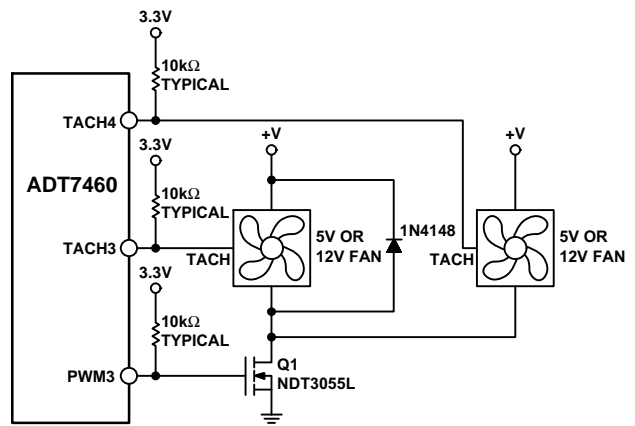 3.3V
10kΩ
TYPICAL
TACH4
3.3V
+V
+V
ADT7460
10kΩ
TYPICAL
1N4148
5V OR
12V FAN
5V OR
12V FAN
TACH3
TACH
TACH
3.3V
10kΩ
TYPICAL
Q1
NDT3055L
PWM3